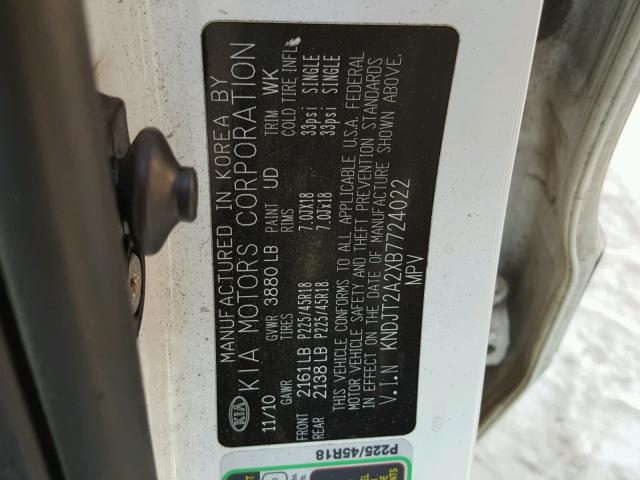 MANUFACTURED IN KOREA BY
KIA KIA MOTORS CORPORATION
11/10 GVWR 3880 LB PAINT UD TRIM WK
GAWR TIRES RIMS COLD TIRE INFL
FRONT 2161 LB P225/45R18 7.0JX18 33psi SINGLE
REAR 2138 LB P225/45R18 7.0JX18 33psi SINGLE
THIS VEHICLE CONFORMS TO ALL APPLICABLE U.S.A. FEDERAL
MOTOR VEHICLE SAFETY AND THEFT PREVENTION STANDARDS
IN EFFECT ON THE DATE OF MANUFACTURE SHOWN ABOVE.
V.I.N KNDJT2A2XB7724022
MPV
P225/45R18